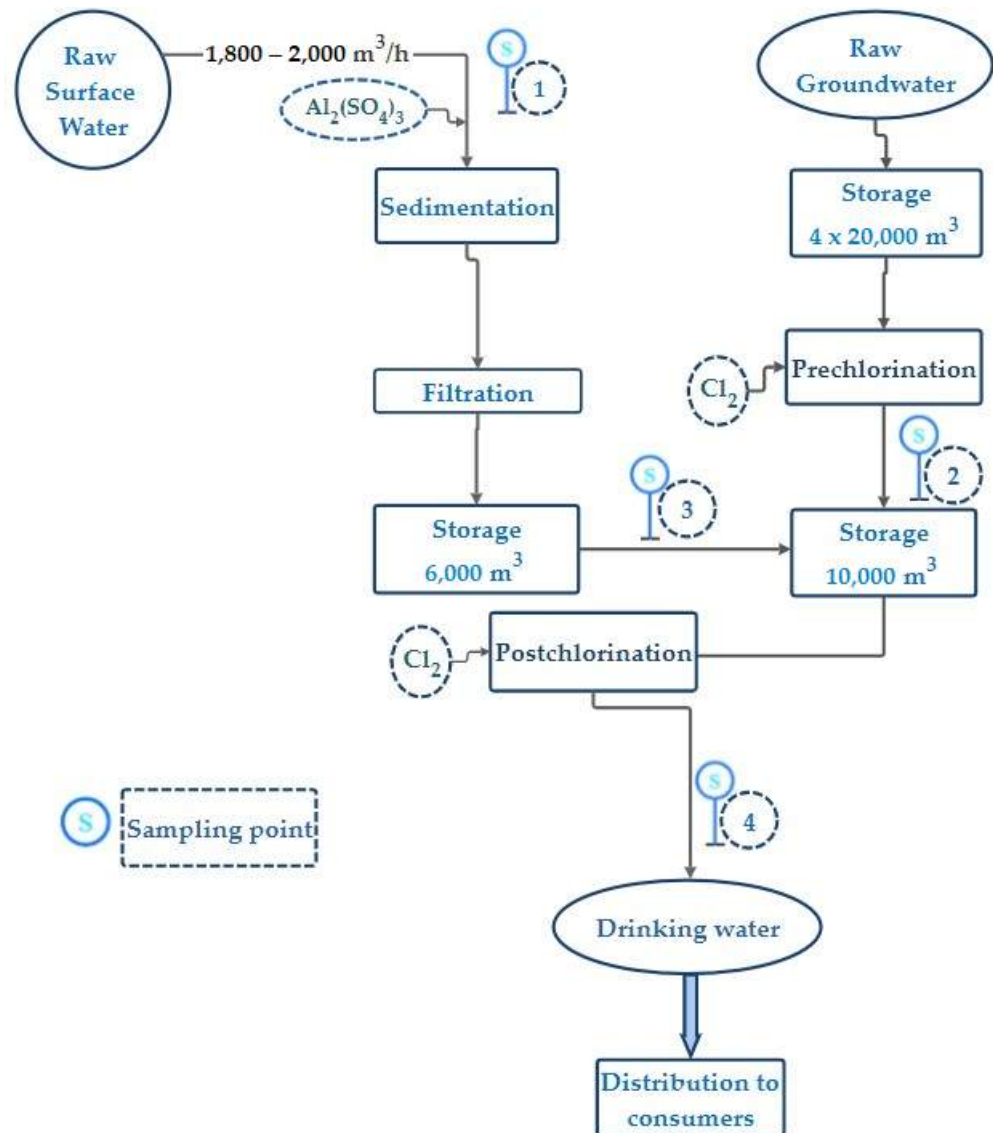 Raw
Surface
Water
1,800 – 2,000 m³/h
Al₂(SO₄)₃
S
1
Sedimentation
Filtration
Storage
6,000 m³
S
3
Raw
Groundwater
Storage
4 x 20,000 m³
Prechlorination
Cl₂
S
2
Storage
10,000 m³
Postchlorination
Cl₂
S
4
S
Sampling point
Drinking water
Distribution to
consumers